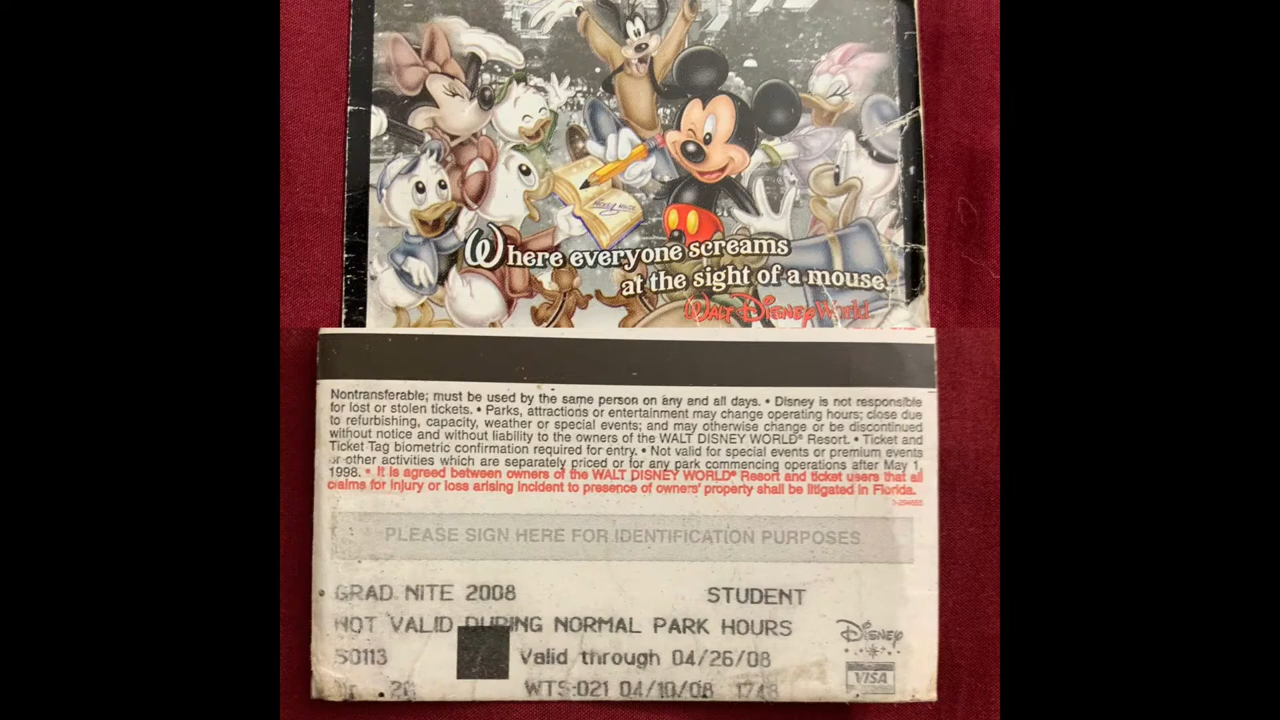 Where everyone screams
at the sight of a mouse.
Walt Disney World
Nontransferable; must be used by the same person on any and all days. • Disney is not responsible
for lost or stolen tickets. • Parks, attractions or entertainment may change operating hours; close due
to refurbishing, capacity, weather or special events; and may otherwise change or be discontinued
without notice and without liability to the owners of the WALT DISNEY WORLD® Resort. • Ticket and
Ticket Tag biometric confirmation required for entry. • Not valid for special events or premium events
or other activities which are separately priced or for any park commencing operations after May 1,
1998. • It is agreed between owners of the WALT DISNEY WORLD® Resort and ticket users that all
claims for injury or loss arising incident to presence of owners' property shall be litigated in Florida.
PLEASE SIGN HERE FOR IDENTIFICATION PURPOSES
GRAD NITE 2008 STUDENT
NOT VALID DURING NORMAL PARK HOURS
S0113 Valid through 04/26/08
WTS:021 04/10/08 1748
Disney
VISA